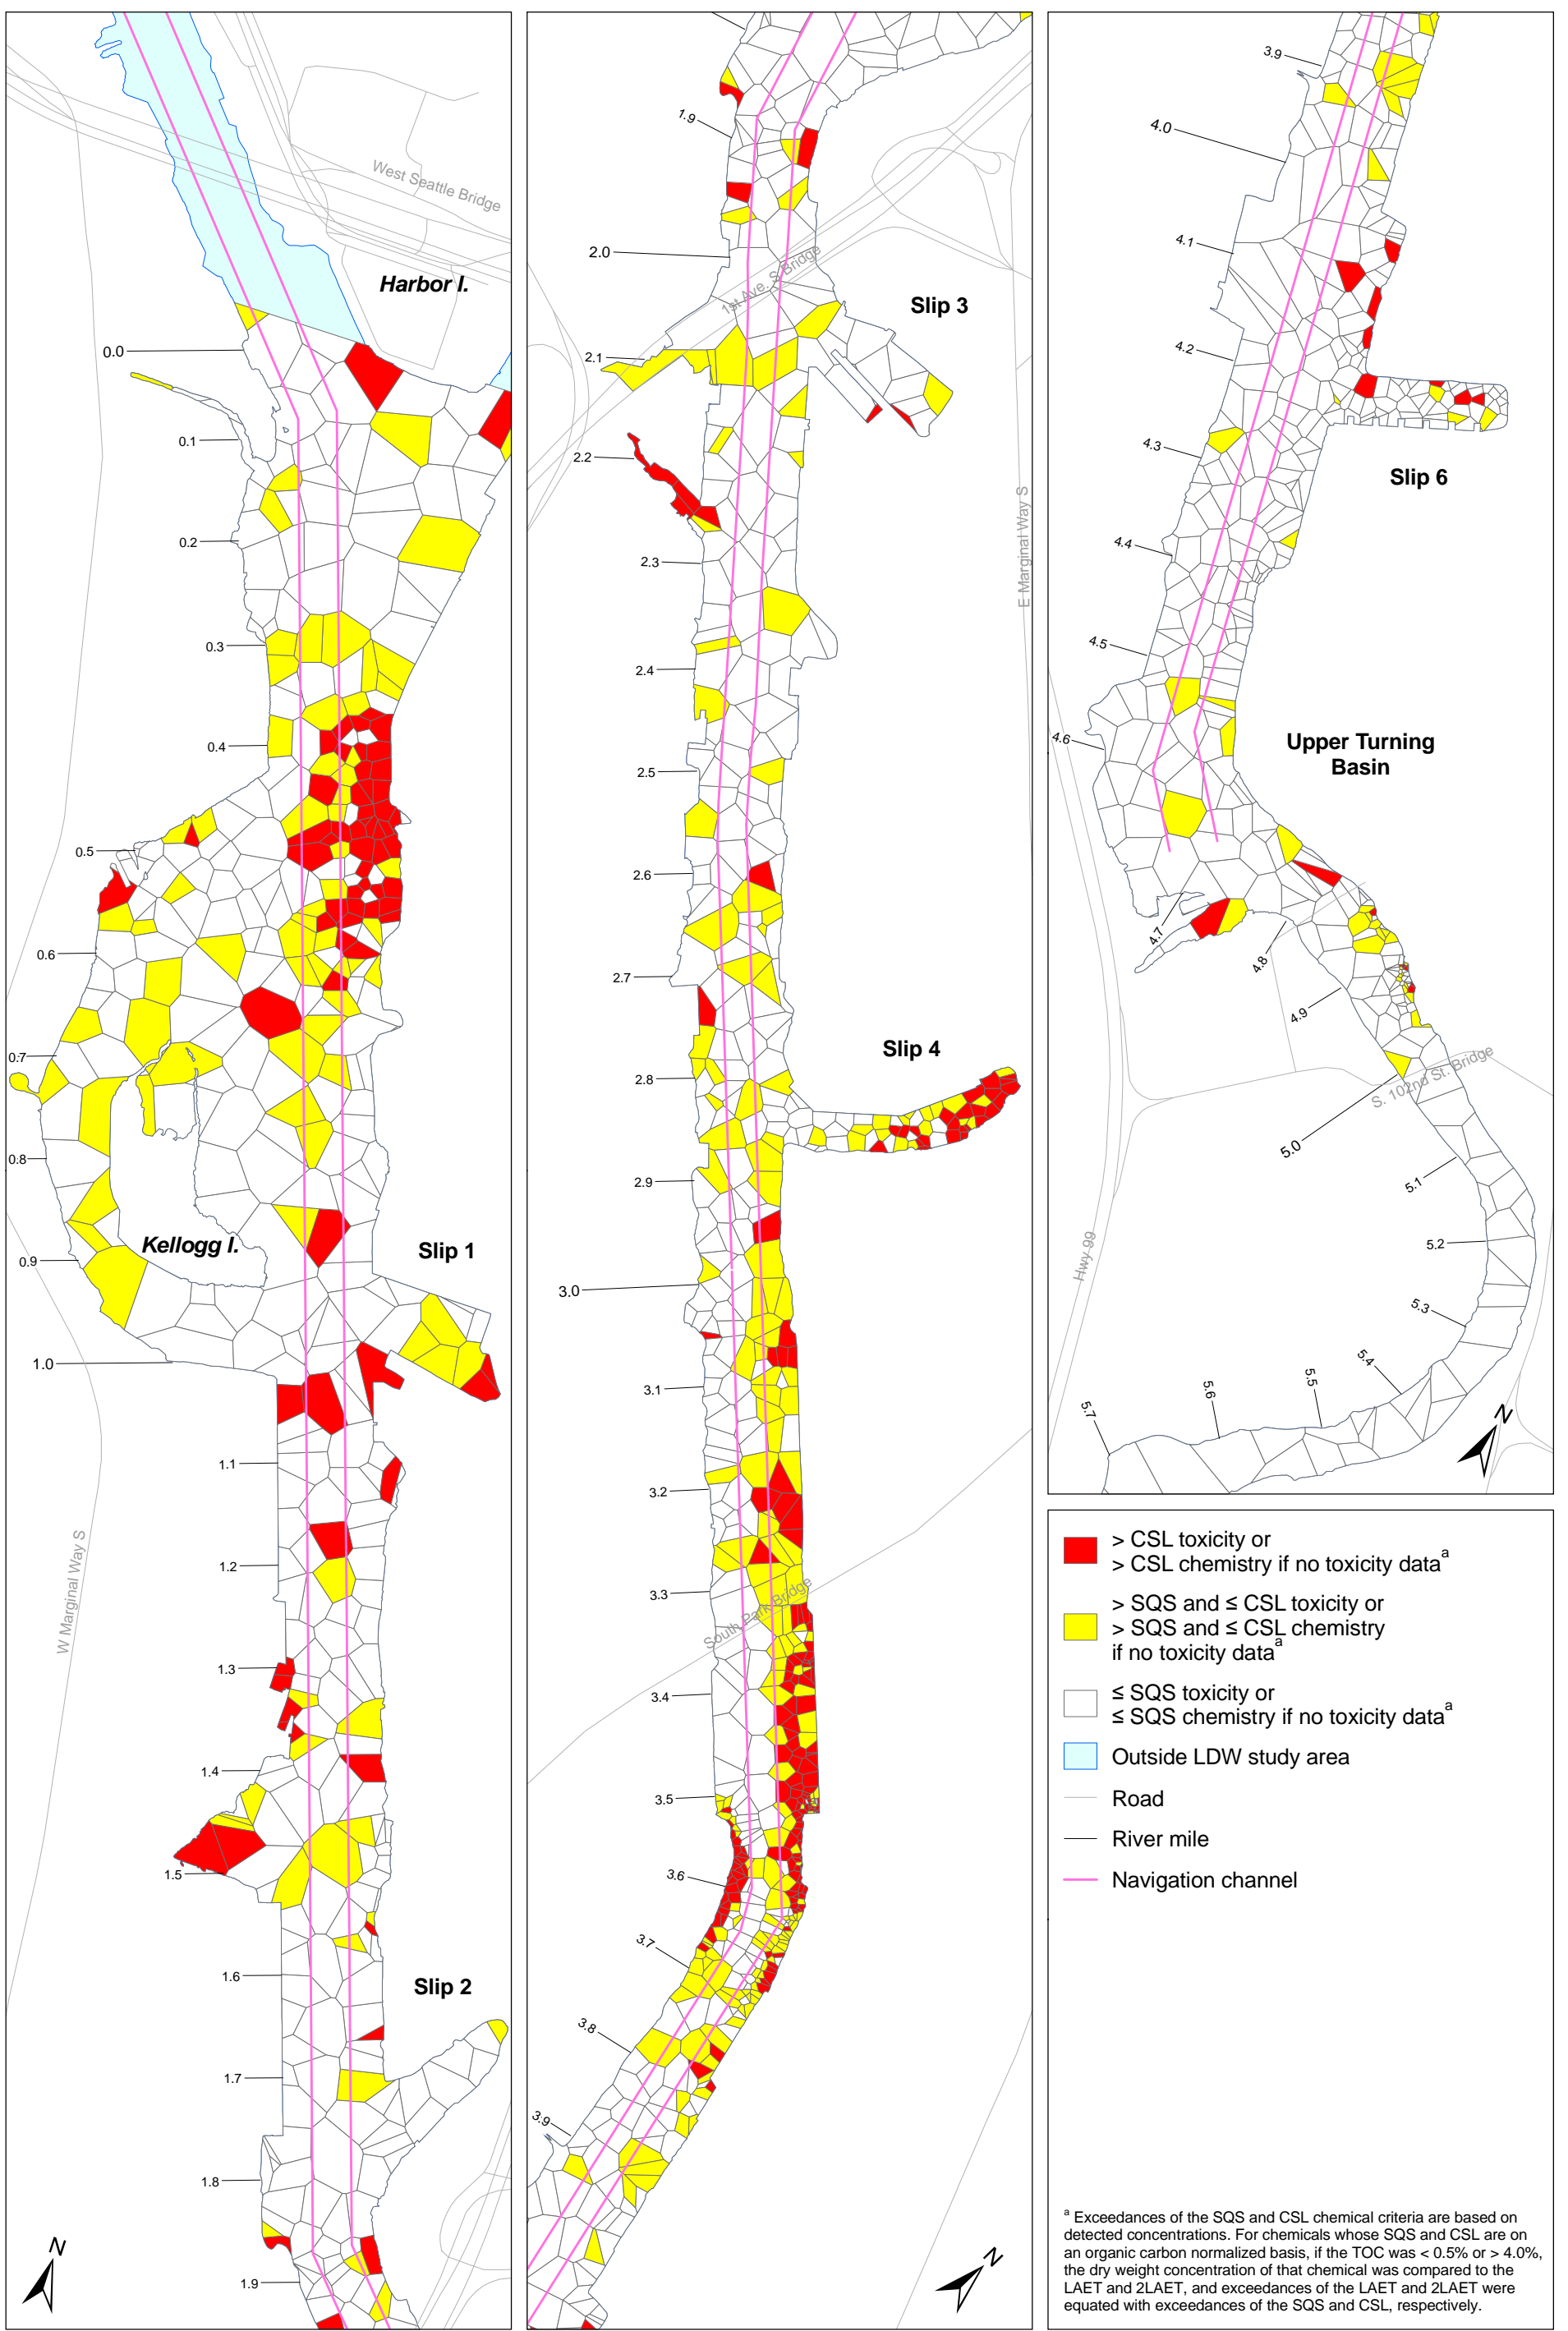 West Seattle Bridge
Harbor I.
0.0
0.1
0.2
0.3
0.4
0.5
0.6
0.7
0.8
Kellogg I.
Slip 1
0.9
1.0
1.1
1.2
W Marginal Way S
1.3
1.4
1.5
1.6
Slip 2
1.7
1.8
1.9
N
1.9
2.0
1st Ave. S Bridge
Slip 3
2.1
2.2
E Marginal Way S
2.3
2.4
2.5
2.6
2.7
Slip 4
2.8
2.9
3.0
3.1
3.2
3.3
South Park Bridge
3.4
3.5
3.6
3.7
3.8
3.9
N
3.9
4.0
4.1
4.2
4.3
Slip 6
4.4
4.5
4.6
Upper Turning
Basin
4.7
4.8
4.9
S. 102nd St. Bridge
5.0
5.1
Hwy 99
5.2
5.3
5.4
5.5
5.6
5.7
N
> CSL toxicity or
> CSL chemistry if no toxicity dataa
> SQS and ≤ CSL toxicity or
> SQS and ≤ CSL chemistry
if no toxicity dataa
≤ SQS toxicity or
≤ SQS chemistry if no toxicity dataa
Outside LDW study area
Road
River mile
Navigation channel
a Exceedances of the SQS and CSL chemical criteria are based on
detected concentrations. For chemicals whose SQS and CSL are on
an organic carbon normalized basis, if the TOC was < 0.5% or > 4.0%,
the dry weight concentration of that chemical was compared to the
LAET and 2LAET, and exceedances of the LAET and 2LAET were
equated with exceedances of the SQS and CSL, respectively.